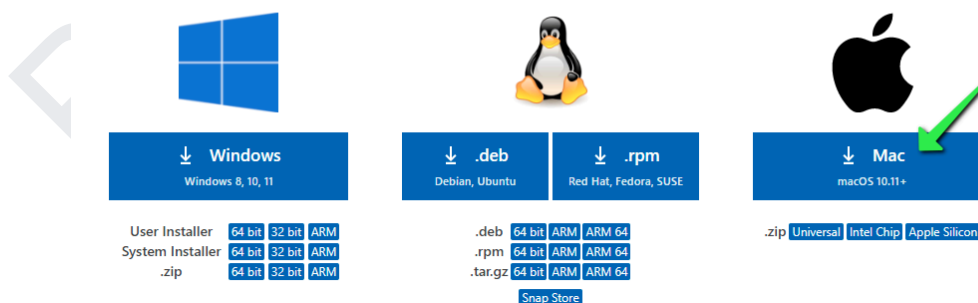 Windows
Windows 8, 10, 11
User Installer 64 bit 32 bit ARM
System Installer 64 bit 32 bit ARM
.zip 64 bit 32 bit ARM
.deb
Debian, Ubuntu
.rpm
Red Hat, Fedora, SUSE
.deb 64 bit ARM ARM 64
.rpm 64 bit ARM ARM 64
.tar.gz 64 bit ARM ARM 64
Snap Store
Mac
macOS 10.11+
.zip Universal Intel Chip Apple Silicon